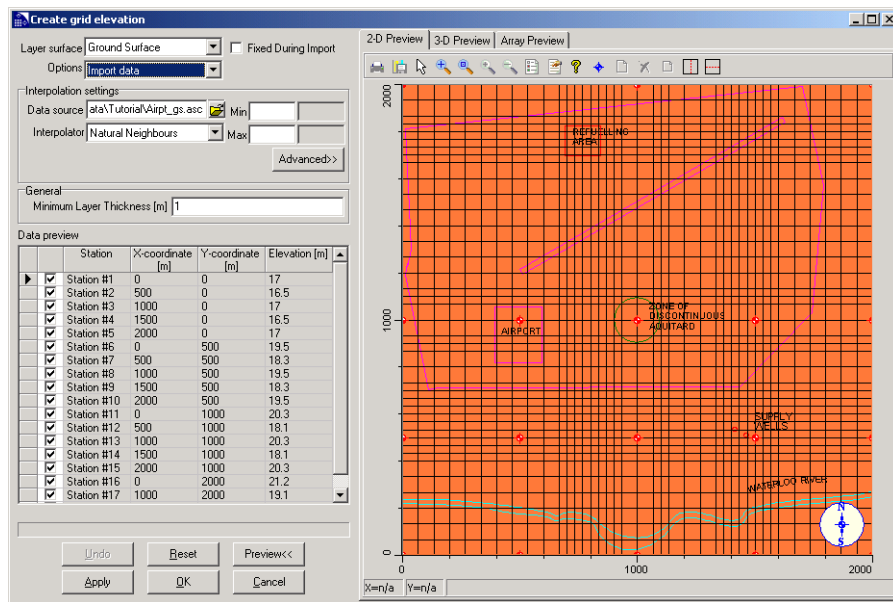 Create grid elevation
Layer surface Ground Surface Fixed During Import
Options Import data
Interpolation settings
Data source ata\Tutorial\Airpt_gs.asc Min
Interpolator Natural Neighbours Max
Advanced>>
General
Minimum Layer Thickness [m] 1
Data preview
Station X-coordinate [m] Y-coordinate [m] Elevation [m]
Station #1 0 0 17
Station #2 500 0 16.5
Station #3 1000 0 17
Station #4 1500 0 16.5
Station #5 2000 0 17
Station #6 0 500 19.5
Station #7 500 500 18.3
Station #8 1000 500 19.5
Station #9 1500 500 18.3
Station #10 2000 500 19.5
Station #11 0 1000 20.3
Station #12 500 1000 18.1
Station #13 1000 1000 20.3
Station #14 1500 1000 18.1
Station #15 2000 1000 20.3
Station #16 0 2000 21.2
Station #17 1000 2000 19.1
Undo Reset Preview<<
Apply OK Cancel
2-D Preview 3-D Preview Array Preview
2000
REFUELLING
AREA
1000
AIRPORT
ZONE OF
DISCONTINUOUS
AQUITARD
SUPPLY
WELLS
WATERLOO RIVER
N
S
0
0 1000 2000
X=n/a Y=n/a